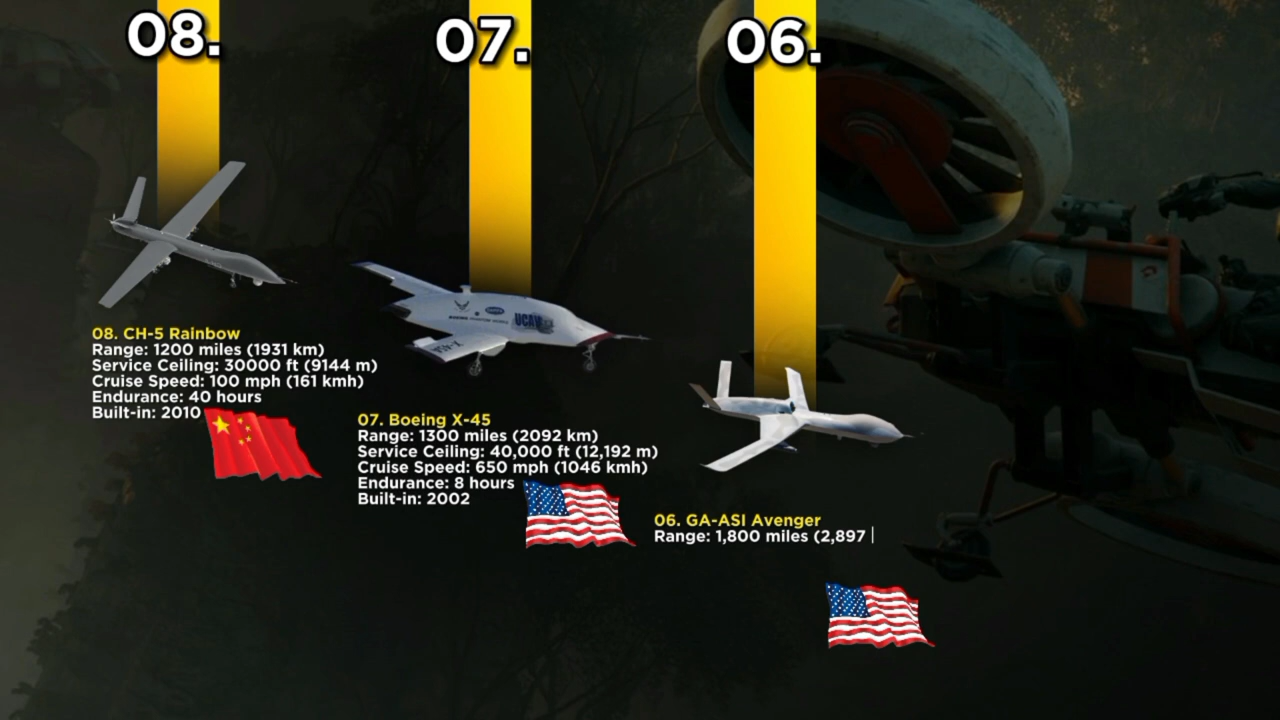 08.
07.
06.
UCAV
X-45A
08. CH-5 Rainbow
Range: 1200 miles (1931 km)
Service Ceiling: 30000 ft (9144 m)
Cruise Speed: 100 mph (161 kmh)
Endurance: 40 hours
Built-in: 2010
07. Boeing X-45
Range: 1300 miles (2092 km)
Service Ceiling: 40,000 ft (12,192 m)
Cruise Speed: 650 mph (1046 kmh)
Endurance: 8 hours
Built-in: 2002
06. GA-ASI Avenger
Range: 1,800 miles (2,897